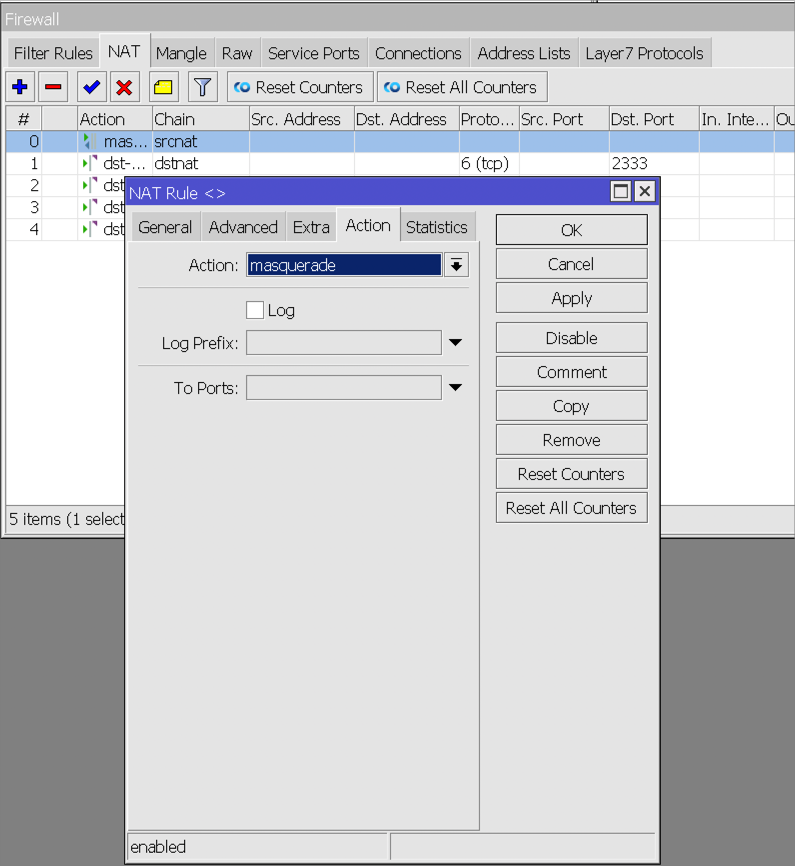 Firewall
Filter Rules NAT Mangle Raw Service Ports Connections Address Lists Layer7 Protocols
Reset Counters Reset All Counters
# Action Chain Src. Address Dst. Address Proto... Src. Port Dst. Port In. Inte... Ou
0 mas... srcnat
1 dst-... dstnat 6 (tcp) 2333
2 dst
3 dst
4 dst
5 items (1 select
NAT Rule <>
General Advanced Extra Action Statistics
Action: masquerade
Log
Log Prefix:
To Ports:
OK
Cancel
Apply
Disable
Comment
Copy
Remove
Reset Counters
Reset All Counters
enabled